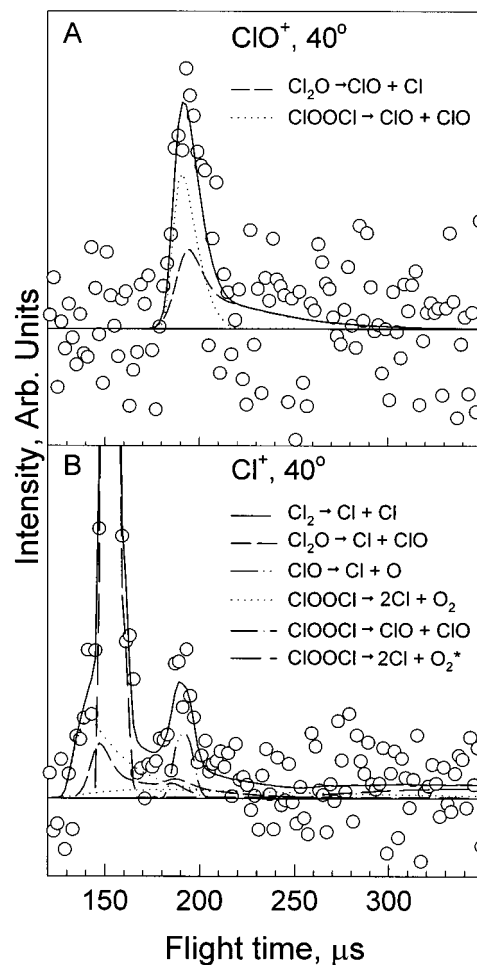 A
ClO⁺, 40°
Cl₂O → ClO + Cl
ClOOCl → ClO + ClO
Intensity, Arb. Units
B
Cl⁺, 40°
Cl₂ → Cl + Cl
Cl₂O → Cl + ClO
ClO → Cl + O
ClOOCl → 2Cl + O₂
ClOOCl → ClO + ClO
ClOOCl → 2Cl + O₂*
150 200 250 300
Flight time, μs